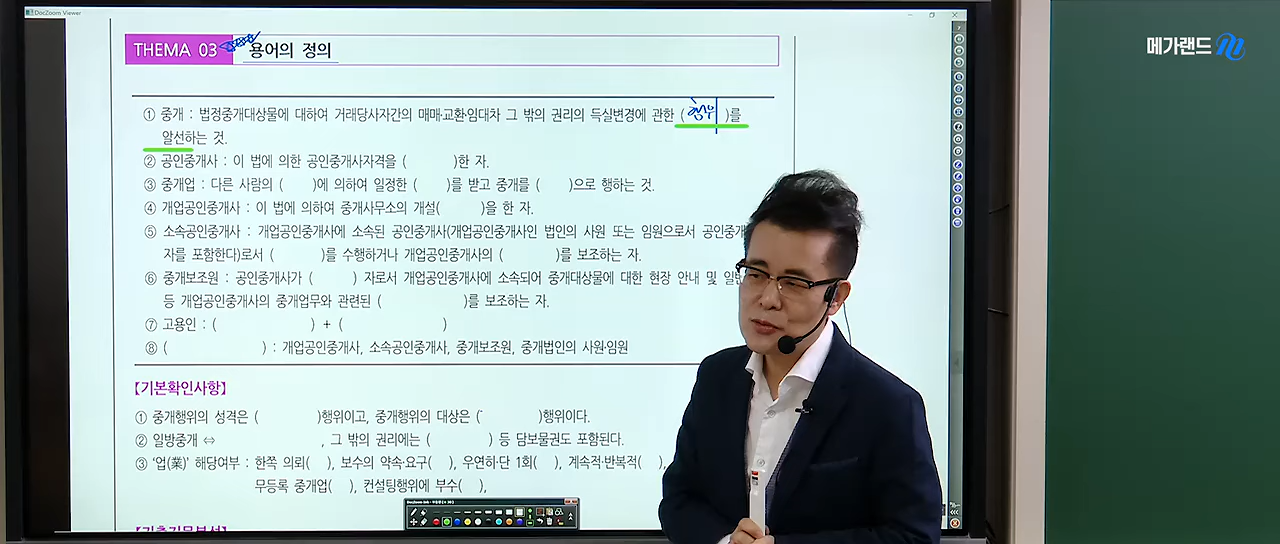 DocZoom Viewer
메가랜드
THEMA 03 용어의 정의
① 중개 : 법정중개대상물에 대하여 거래당사자간의 매매·교환·임대차 그 밖의 권리의 득실변경에 관한 ( )를
알선하는 것.
② 공인중개사 : 이 법에 의한 공인중개사자격을 ( )한 자.
③ 중개업 : 다른 사람의 ( )에 의하여 일정한 ( )를 받고 중개를 ( )으로 행하는 것.
④ 개업공인중개사 : 이 법에 의하여 중개사무소의 개설( )을 한 자.
⑤ 소속공인중개사 : 개업공인중개사에 소속된 공인중개사(개업공인중개사인 법인의 사원 또는 임원으로서 공인중개
자를 포함한다)로서 ( )를 수행하거나 개업공인중개사의 ( )를 보조하는 자.
⑥ 중개보조원 : 공인중개사가 ( ) 자로서 개업공인중개사에 소속되어 중개대상물에 대한 현장 안내 및 일반
등 개업공인중개사의 중개업무와 관련된 ( )를 보조하는 자.
⑦ 고용인 : ( ) + ( )
⑧ ( ) : 개업공인중개사, 소속공인중개사, 중개보조원, 중개법인의 사원·임원
【기본확인사항】
① 중개행위의 성격은 ( )행위이고, 중개행위의 대상은 ( )행위이다.
② 일반중개 ⇔ , 그 밖의 권리에는 ( ) 등 담보물권도 포함된다.
③ '업(業)' 해당여부 : 한쪽 의뢰( ), 보수의 약속·요구( ), 우연히·단 1회( ), 계속적·반복적( ),
무등록 중개업( ), 컨설팅행위에 부수( ),